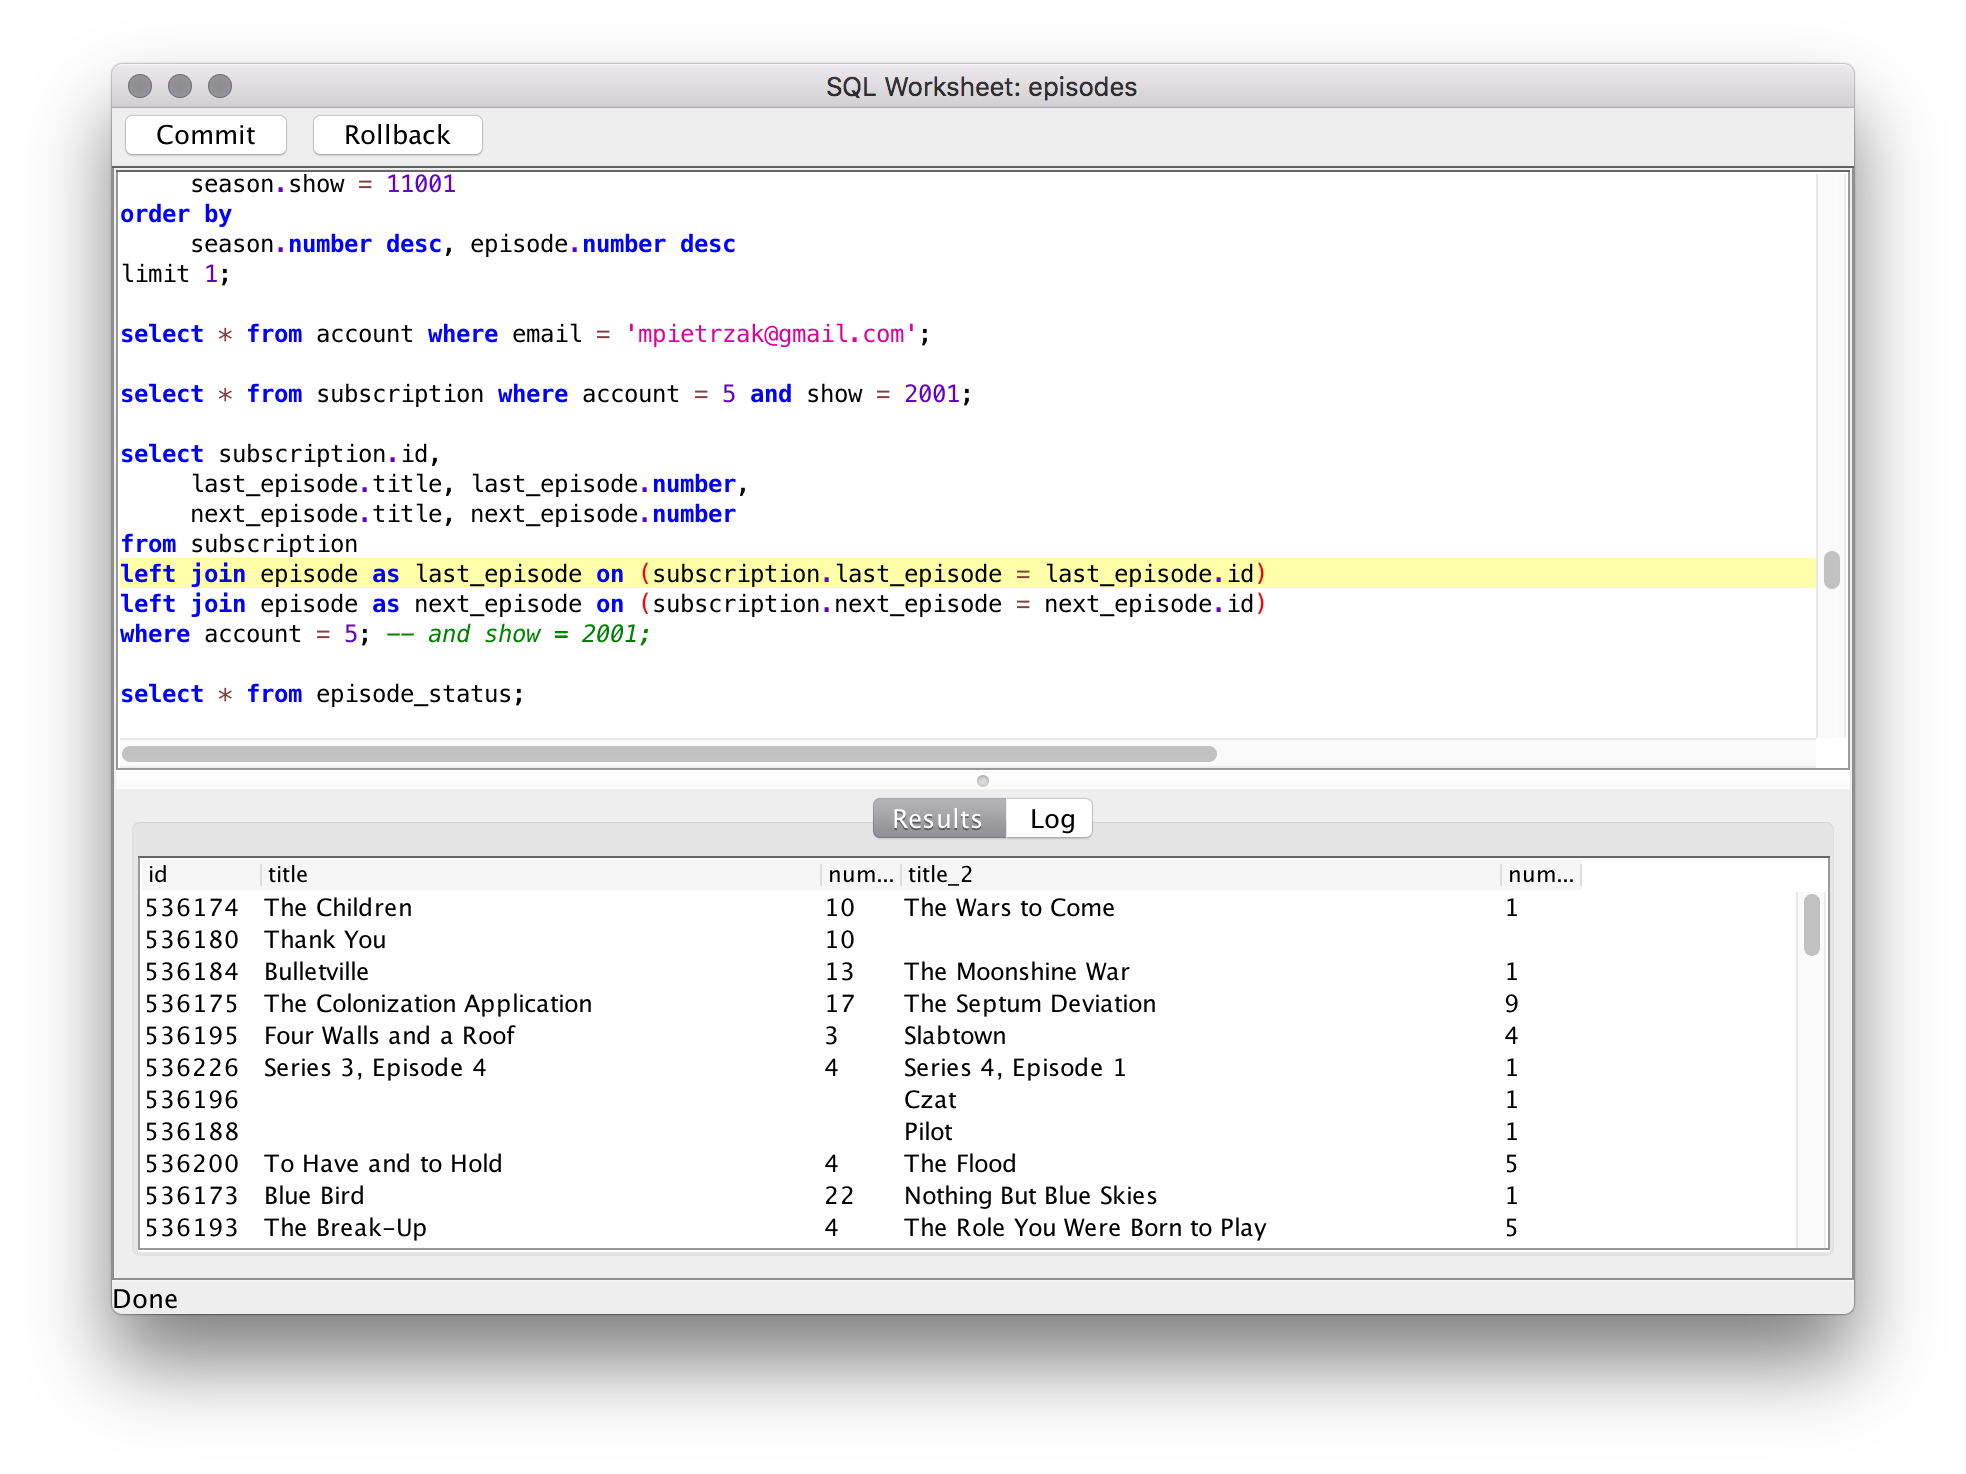 SQL Worksheet: episodes
Commit Rollback
season.show = 11001
order by
season.number desc, episode.number desc
limit 1;
select * from account where email = 'mpietrzak@gmail.com';
select * from subscription where account = 5 and show = 2001;
select subscription.id,
last_episode.title, last_episode.number,
next_episode.title, next_episode.number
from subscription
left join episode as last_episode on (subscription.last_episode = last_episode.id)
left join episode as next_episode on (subscription.next_episode = next_episode.id)
where account = 5; -- and show = 2001;
select * from episode_status;
Results Log
id title num... title_2 num...
536174 The Children 10 The Wars to Come 1
536180 Thank You 10
536184 Bulletville 13 The Moonshine War 1
536175 The Colonization Application 17 The Septum Deviation 9
536195 Four Walls and a Roof 3 Slabtown 4
536226 Series 3, Episode 4 4 Series 4, Episode 1 1
536196 Czat 1
536188 Pilot 1
536200 To Have and to Hold 4 The Flood 5
536173 Blue Bird 22 Nothing But Blue Skies 1
536193 The Break-Up 4 The Role You Were Born to Play 5
Done